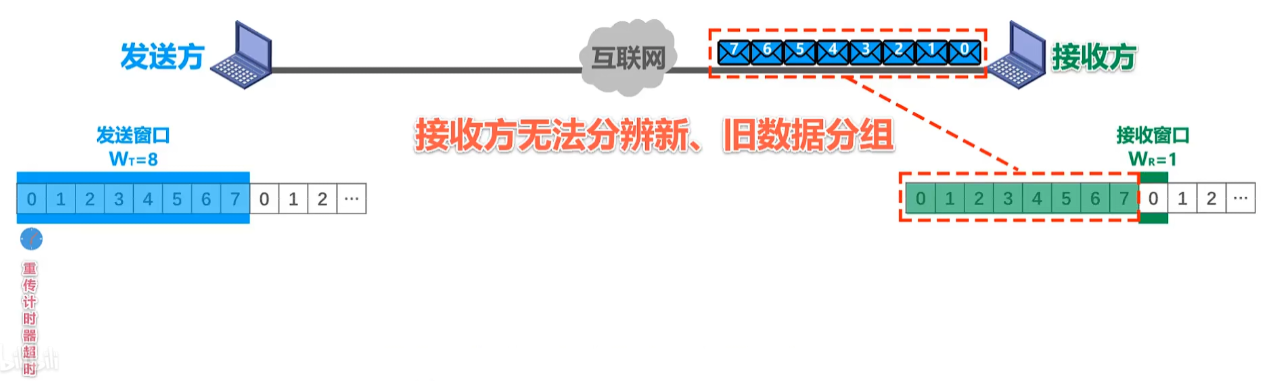 发送方
互联网
7 6 5 4 3 2 1 0
接收方
接收方无法分辨新、旧数据分组
发送窗口
WT=8
接收窗口
WR=1
0 1 2 3 4 5 6 7 0 1 2 ···
0 1 2 3 4 5 6 7 0 1 2 ···
重传计时器超时
bilibili